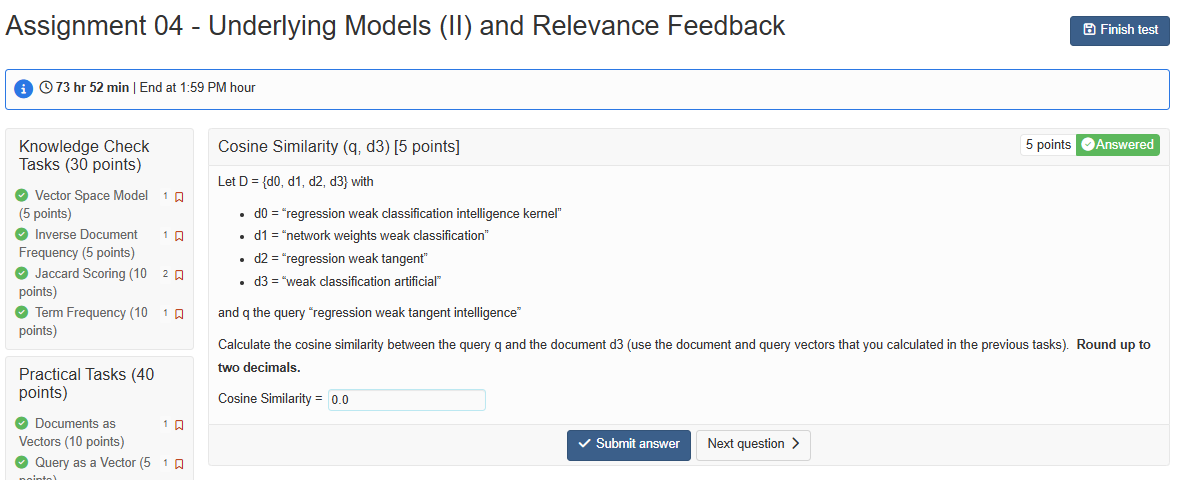 Assignment 04 - Underlying Models (II) and Relevance Feedback
Finish test
73 hr 52 min | End at 1:59 PM hour
Knowledge Check
Tasks (30 points)
Vector Space Model 1
(5 points)
Inverse Document 1
Frequency (5 points)
Jaccard Scoring (10 2
points)
Term Frequency (10 1
points)
Practical Tasks (40
points)
Documents as 1
Vectors (10 points)
Query as a Vector (5 1
points)
Cosine Similarity (q, d3) [5 points]
5 points Answered
Let D = {d0, d1, d2, d3} with
• d0 = “regression weak classification intelligence kernel”
• d1 = “network weights weak classification”
• d2 = “regression weak tangent”
• d3 = “weak classification artificial”
and q the query “regression weak tangent intelligence”
Calculate the cosine similarity between the query q and the document d3 (use the document and query vectors that you calculated in the previous tasks). Round up to
two decimals.
Cosine Similarity = 0.0
Submit answer
Next question